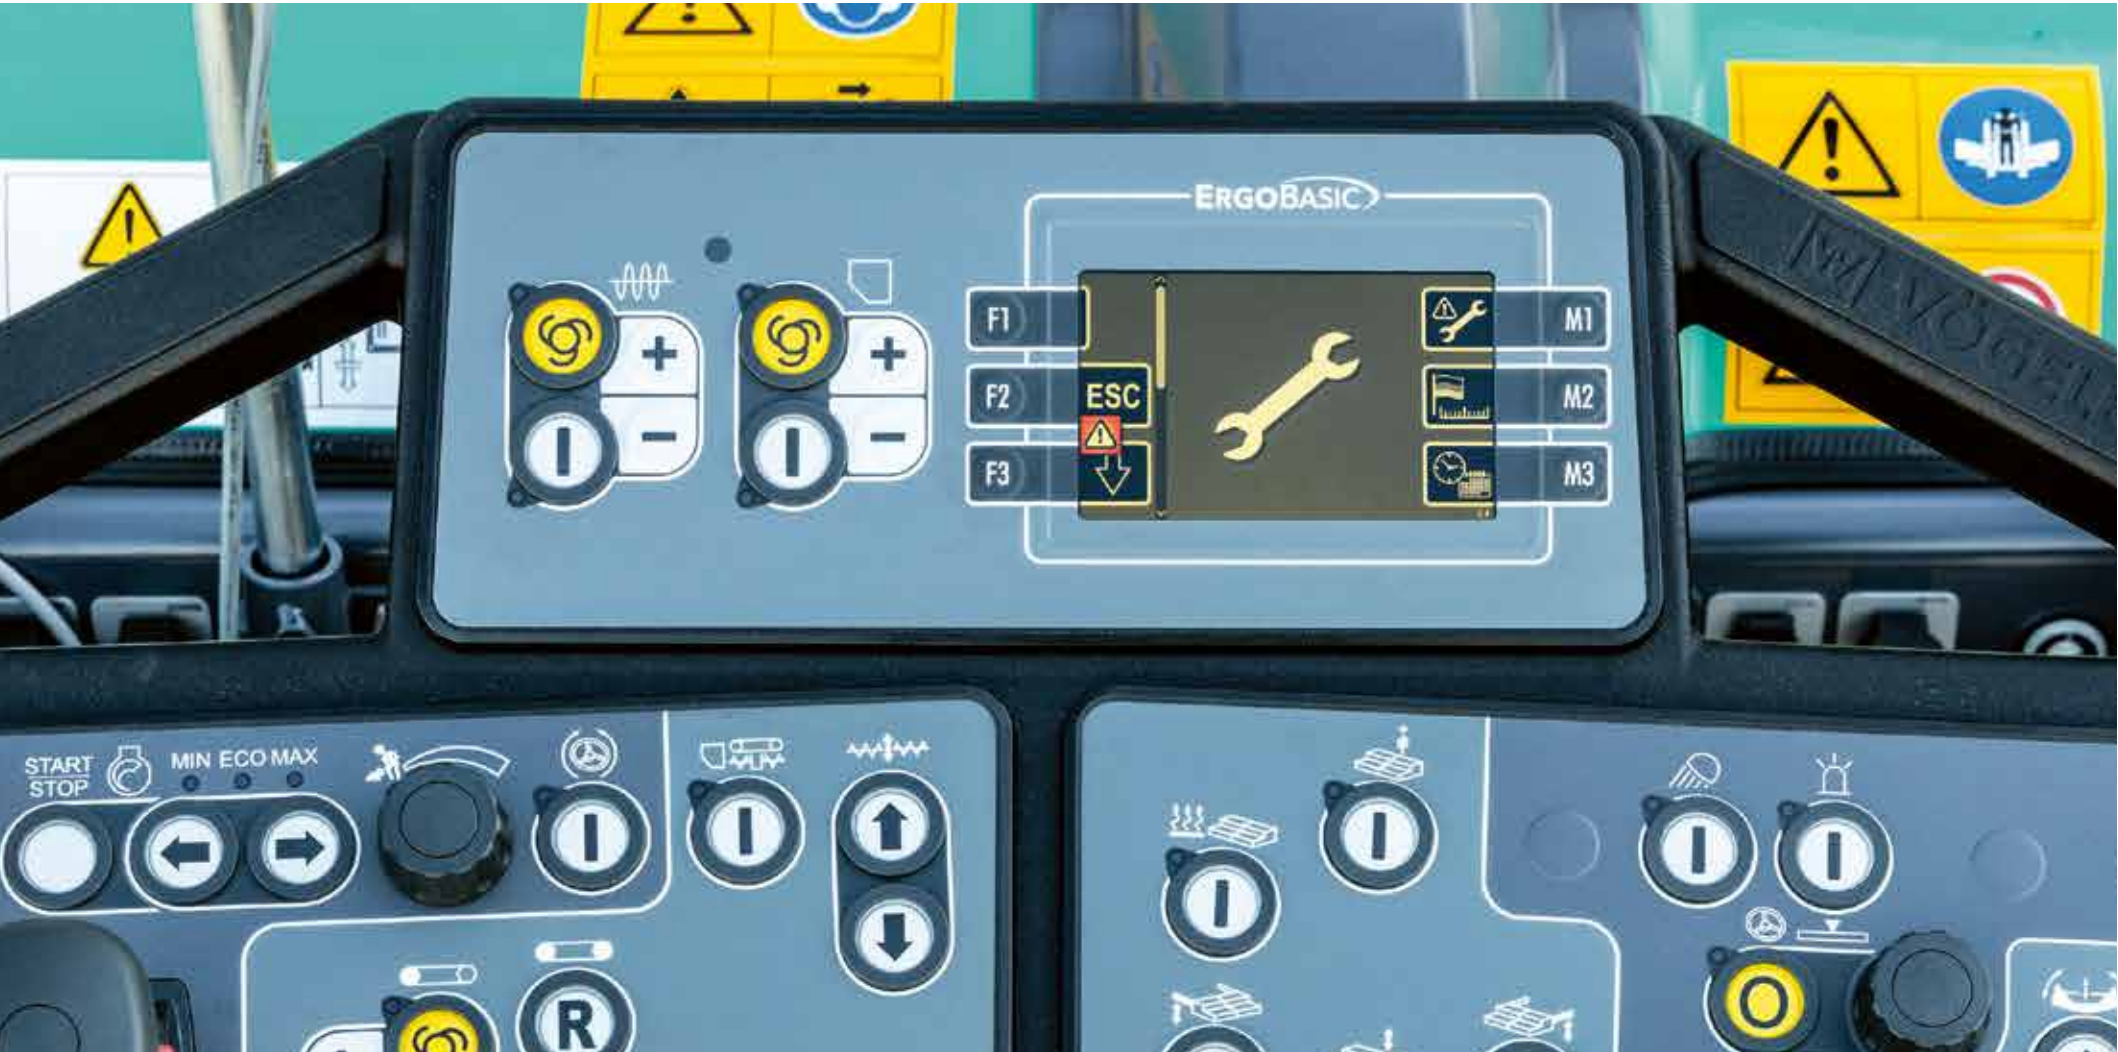 ERGOBASIC
F1
M1
F2
ESC
M2
F3
M3
VÖGELE
START
STOP
MIN ECO MAX
R